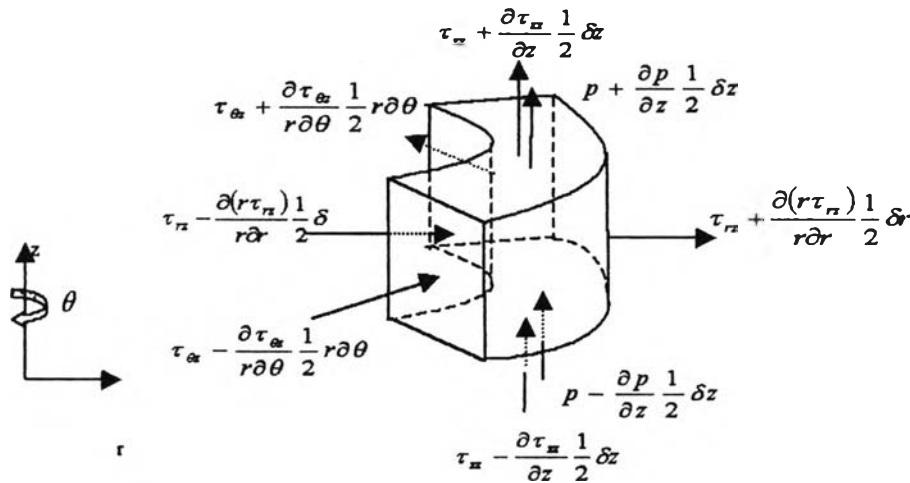 τ_zz + ∂τ_zz/∂z 1/2 δz
p + ∂p/∂z 1/2 δz
τ_θz + ∂τ_θz/r∂θ 1/2 r∂θ
τ_rz − ∂(rτ_rz)/r∂r 1/2 δ
τ_rz + ∂(rτ_rz)/r∂r 1/2 δr
z
θ
r
τ_θz − ∂τ_θz/r∂θ 1/2 r∂θ
p − ∂p/∂z 1/2 δz
τ_zz − ∂τ_zz/∂z 1/2 δz